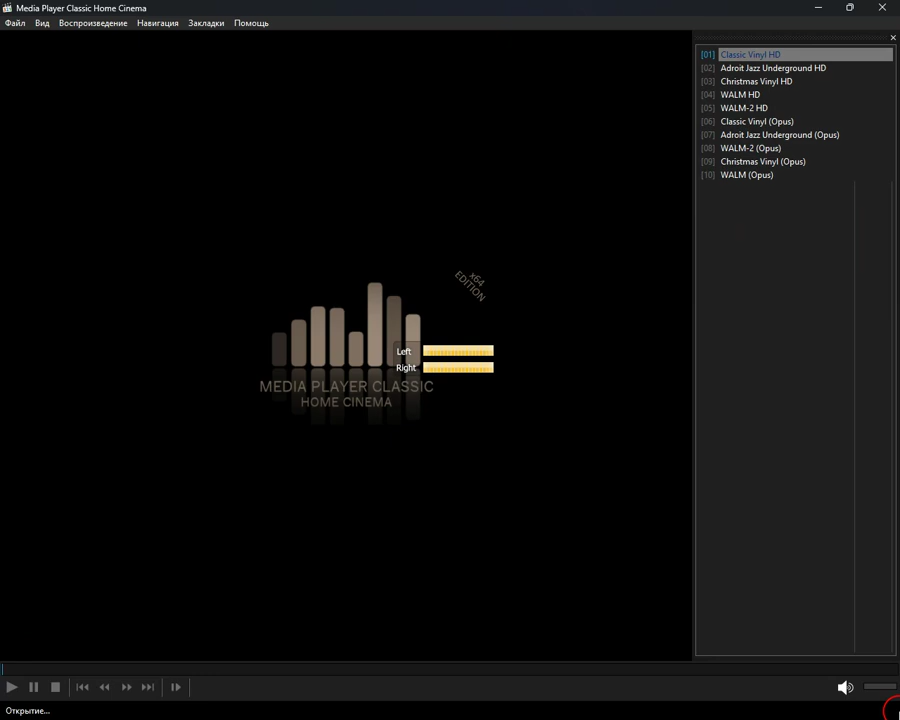 Media Player Classic Home Cinema
Файл Вид Воспроизведение Навигация Закладки Помощь
[01] Classic Vinyl HD
[02] Adroit Jazz Underground HD
[03] Christmas Vinyl HD
[04] WALM HD
[05] WALM-2 HD
[06] Classic Vinyl (Opus)
[07] Adroit Jazz Underground (Opus)
[08] WALM-2 (Opus)
[09] Christmas Vinyl (Opus)
[10] WALM (Opus)
x64
EDITION
Left
Right
MEDIA PLAYER CLASSIC
HOME CINEMA
Открытие...